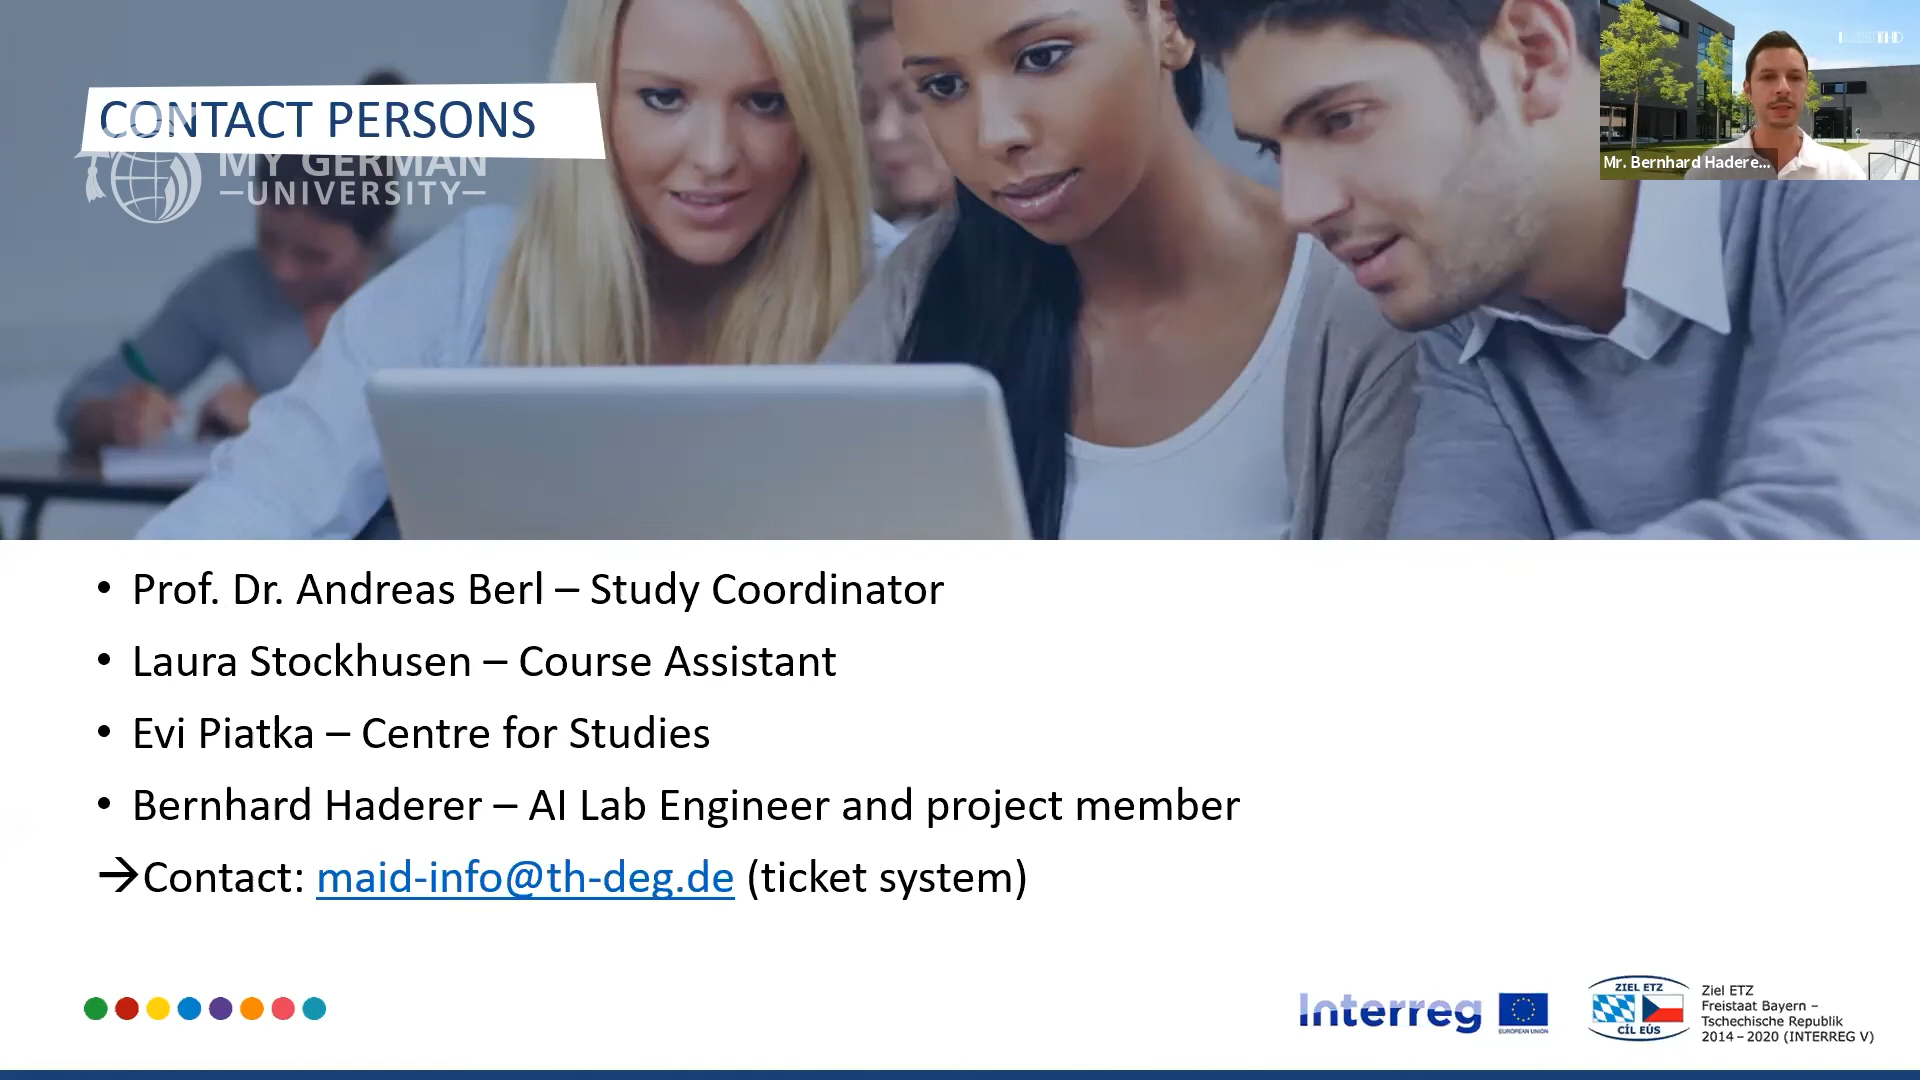 CONTACT PERSONS
MY GERMAN
UNIVERSITY
Mr. Bernhard Hadere...
• Prof. Dr. Andreas Berl – Study Coordinator
• Laura Stockhusen – Course Assistant
• Evi Piatka – Centre for Studies
• Bernhard Haderer – AI Lab Engineer and project member
→Contact: maid-info@th-deg.de (ticket system)
Interreg
EUROPEAN UNION
ZIEL ETZ
CÍL EÚS
Ziel ETZ
Freistaat Bayern –
Tschechische Republik
2014 – 2020 (INTERREG V)